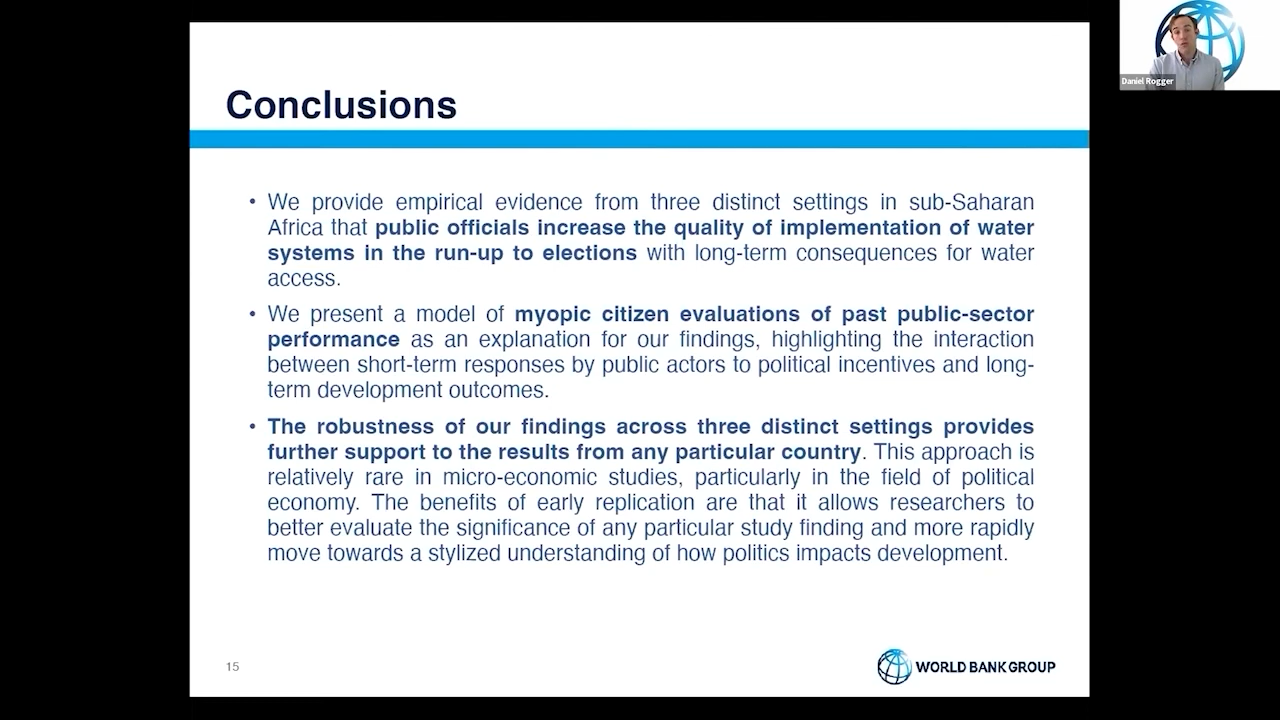 Daniel Rogger
Conclusions
• We provide empirical evidence from three distinct settings in sub-Saharan
Africa that public officials increase the quality of implementation of water
systems in the run-up to elections with long-term consequences for water
access.
• We present a model of myopic citizen evaluations of past public-sector
performance as an explanation for our findings, highlighting the interaction
between short-term responses by public actors to political incentives and long-
term development outcomes.
• The robustness of our findings across three distinct settings provides
further support to the results from any particular country. This approach is
relatively rare in micro-economic studies, particularly in the field of political
economy. The benefits of early replication are that it allows researchers to
better evaluate the significance of any particular study finding and more rapidly
move towards a stylized understanding of how politics impacts development.
15
WORLD BANK GROUP